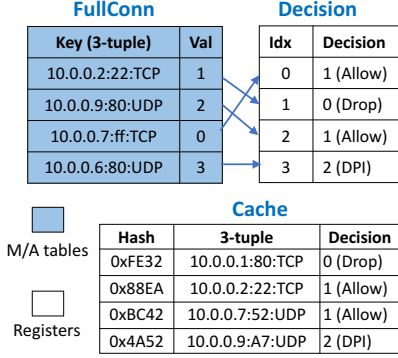 FullConn
Key (3-tuple) Val
10.0.0.2:22:TCP 1
10.0.0.9:80:UDP 2
10.0.0.7:ff:TCP 0
10.0.0.6:80:UDP 3
Decision
Idx Decision
0 1 (Allow)
1 0 (Drop)
2 1 (Allow)
3 2 (DPI)
M/A tables
Registers
Cache
Hash 3-tuple Decision
0xFE32 10.0.0.1:80:TCP 0 (Drop)
0x88EA 10.0.0.2:22:TCP 1 (Allow)
0xBC42 10.0.0.7:52:UDP 1 (Allow)
0x4A52 10.0.0.9:A7:UDP 2 (DPI)